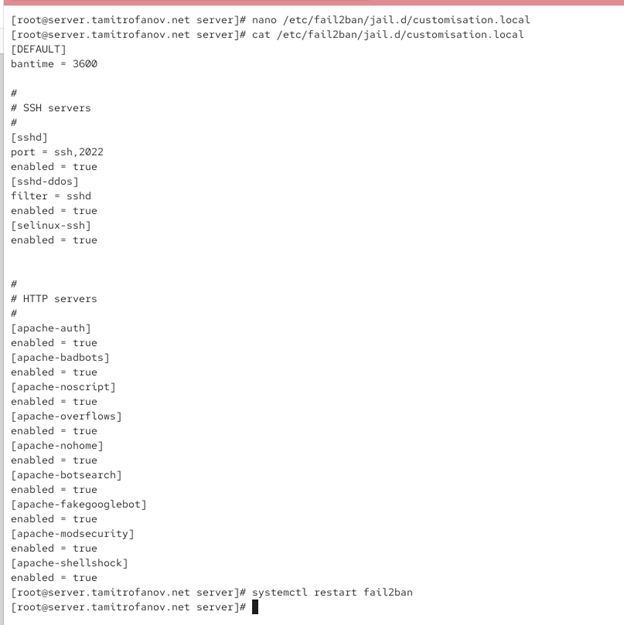 [root@server.tamitrofanov.net server]# nano /etc/fail2ban/jail.d/customisation.local
[root@server.tamitrofanov.net server]# cat /etc/fail2ban/jail.d/customisation.local
[DEFAULT]
bantime = 3600
#
# SSH servers
#
[sshd]
port = ssh,2022
enabled = true
[sshd-ddos]
filter = sshd
enabled = true
[selinux-ssh]
enabled = true
#
# HTTP servers
#
[apache-auth]
enabled = true
[apache-badbots]
enabled = true
[apache-noscript]
enabled = true
[apache-overflows]
enabled = true
[apache-nohome]
enabled = true
[apache-botsearch]
enabled = true
[apache-fakegooglebot]
enabled = true
[apache-modsecurity]
enabled = true
[apache-shellshock]
enabled = true
[root@server.tamitrofanov.net server]# systemctl restart fail2ban
[root@server.tamitrofanov.net server]#